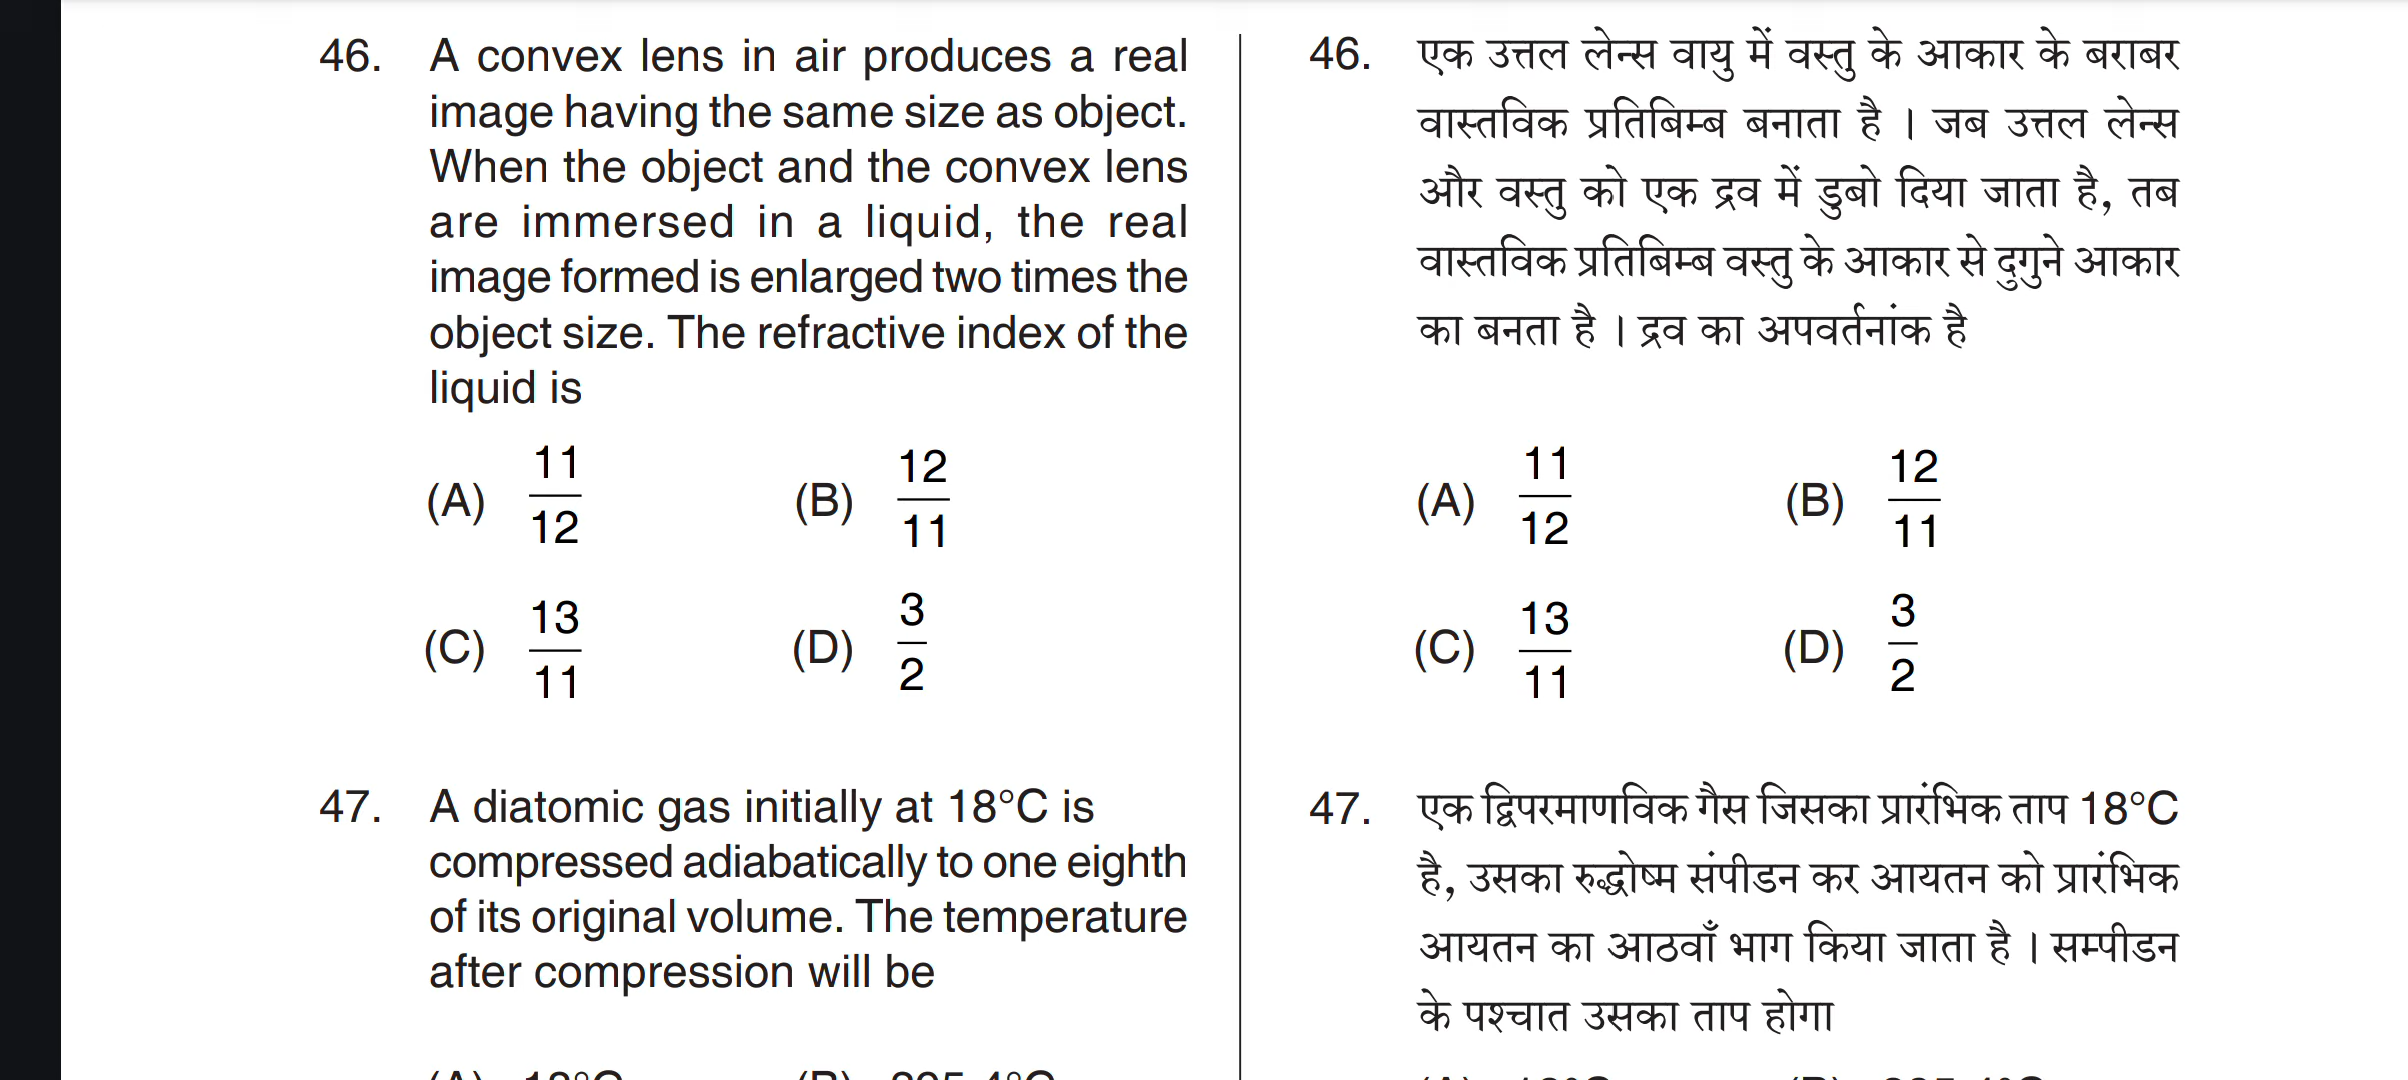 46. A convex lens in air produces a real
image having the same size as object.
When the object and the convex lens
are immersed in a liquid, the real
image formed is enlarged two times the
object size. The refractive index of the
liquid is
(A) 11/12 (B) 12/11
(C) 13/11 (D) 3/2
47. A diatomic gas initially at 18°C is
compressed adiabatically to one eighth
of its original volume. The temperature
after compression will be
46. एक उत्तल लेन्स वायु में वस्तु के आकार के बराबर
वास्तविक प्रतिबिम्ब बनाता है । जब उत्तल लेन्स
और वस्तु को एक द्रव में डुबो दिया जाता है, तब
वास्तविक प्रतिबिम्ब वस्तु के आकार से दुगुने आकार
का बनता है । द्रव का अपवर्तनांक है
(A) 11/12 (B) 12/11
(C) 13/11 (D) 3/2
47. एक द्विपरमाणविक गैस जिसका प्रारंभिक ताप 18°C
है, उसका रुद्धोष्म संपीडन कर आयतन को प्रारंभिक
आयतन का आठवाँ भाग किया जाता है । सम्पीडन
के पश्चात उसका ताप होगा